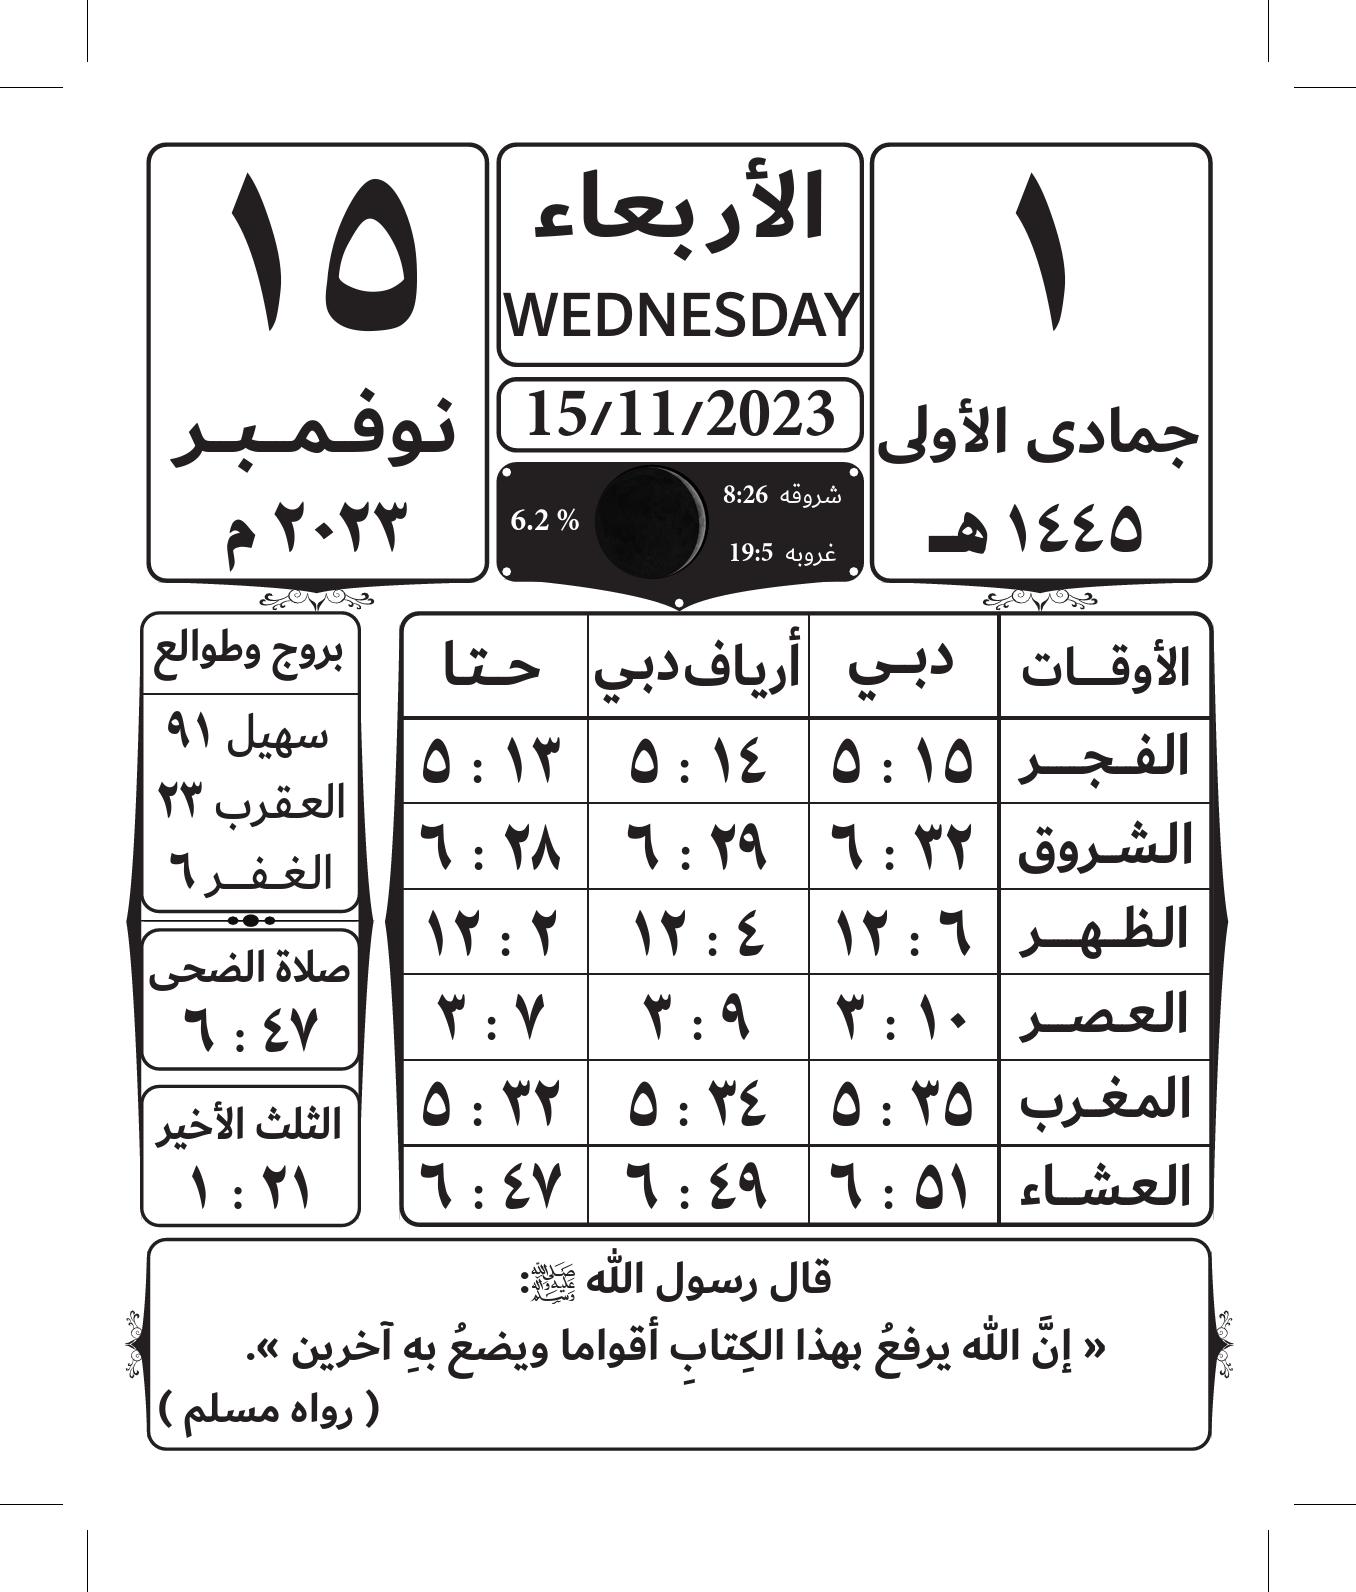 ١
جمادى الأولى
١٤٤٥ هـ
الأربعاء
WEDNESDAY
15/11/2023
شروقه 8:26
6.2 %
غروبه 19:5
١٥
نوفمبر
٢٠٢٣ م
الأوقات دبي أرياف دبي حتا
الفجر ٥ : ١٥ ٥ : ١٤ ٥ : ١٣
الشروق ٦ : ٣٢ ٦ : ٢٩ ٦ : ٢٨
الظهر ١٢ : ٦ ١٢ : ٤ ١٢ : ٢
العصر ٣ : ١٠ ٣ : ٩ ٣ : ٧
المغرب ٥ : ٣٥ ٥ : ٣٤ ٥ : ٣٢
العشاء ٦ : ٥١ ٦ : ٤٩ ٦ : ٤٧
بروج وطوالع
سهيل ٩١
العقرب ٢٣
الغفر ٦
صلاة الضحى
٦ : ٤٧
الثلث الأخير
١ : ٢١
قال رسول الله ﷺ:
« إنَّ الله يرفعُ بهذا الكِتابِ أقواما ويضعُ بهِ آخرين ».
( رواه مسلم )